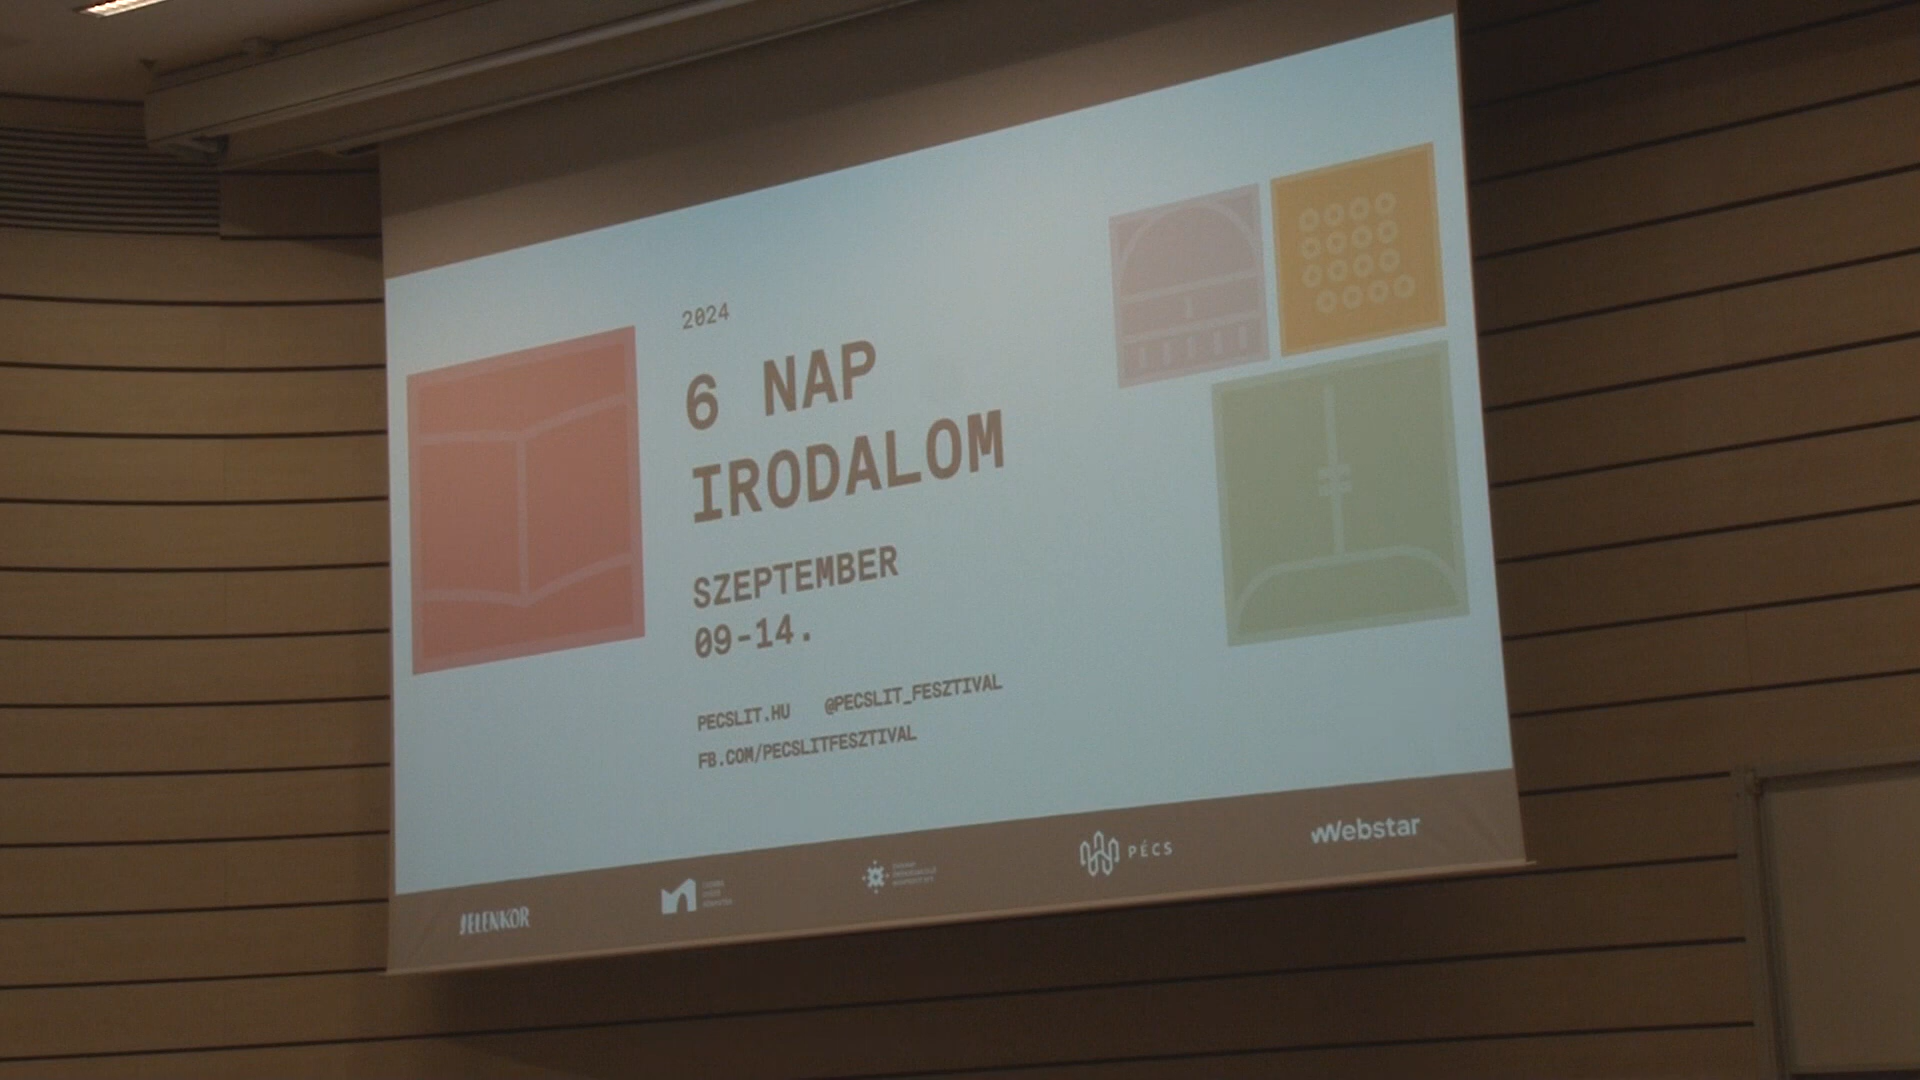 2024
6 NAP
IRODALOM
SZEPTEMBER
09-14.
PECSLIT.HU @PECSLIT_FESZTIVAL
FB.COM/PECSLITFESZTIVAL
JELENKOR
PÉCS
Webstar